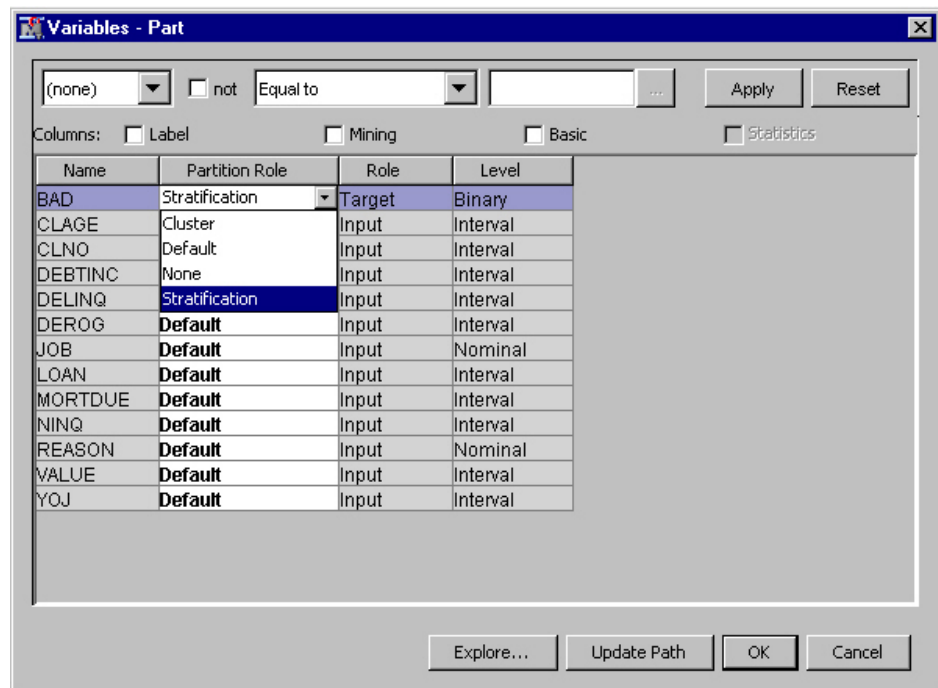 Variables - Part
(none) not Equal to ... Apply Reset
Columns: Label Mining Basic Statistics
Name Partition Role Role Level
BAD Stratification Target Binary
CLAGE Cluster Input Interval
CLNO Default Input Interval
DEBTINC None Input Interval
DELINQ Stratification Input Interval
DEROG Default Input Interval
JOB Default Input Nominal
LOAN Default Input Interval
MORTDUE Default Input Interval
NINQ Default Input Interval
REASON Default Input Nominal
VALUE Default Input Interval
YOJ Default Input Interval
Explore... Update Path OK Cancel